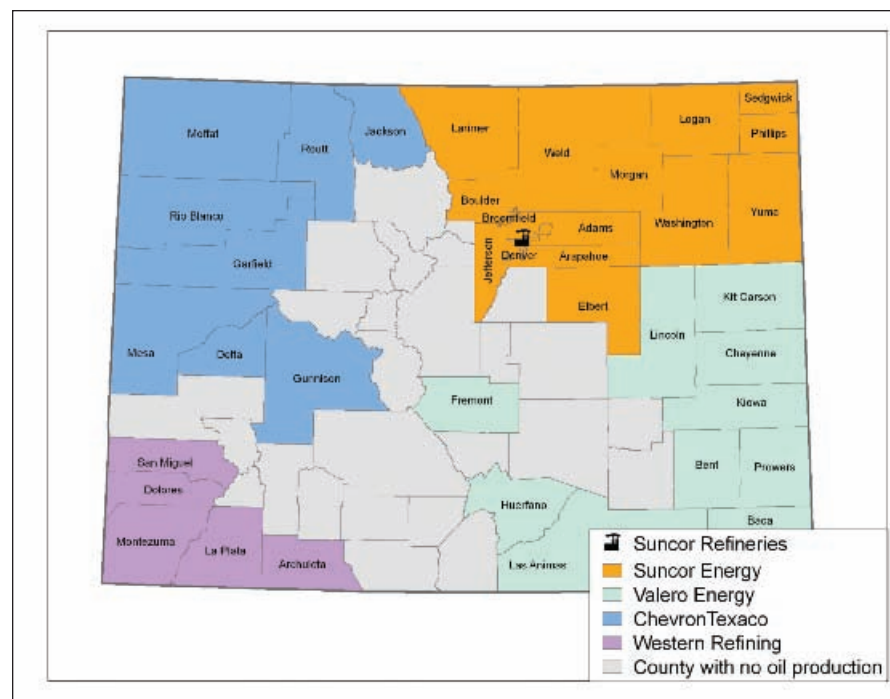 Sedgwick
Logan
Larimer
Jackson
Moffat
Phillips
Routt
Weld
Morgan
Boulder
Rio Blanco
Yuma
Broomfield
Washington
Adams
Jefferson
Denver
Arapahoe
Garfield
Kit Carson
Elbert
Lincoln
Mesa
Delta
Cheyenne
Gunnison
Fremont
Kiowa
San Miguel
Bent
Prowers
Dolores
Huerfano
Baca
Montezuma
La Plata
Archuleta
Las Animas
Suncor Refineries
Suncor Energy
Valero Energy
ChevronTexaco
Western Refining
County with no oil production